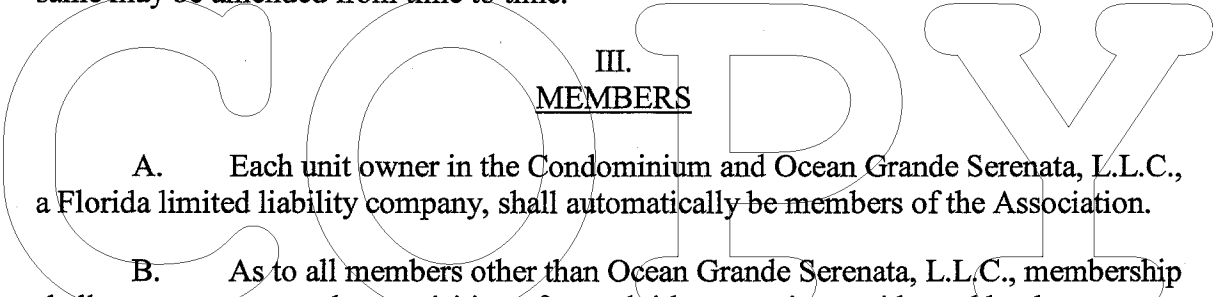 same may be amended from time to time.
III.
MEMBERS
A. Each unit owner in the Condominium and Ocean Grande Serenata, L.L.C.,
a Florida limited liability company, shall automatically be members of the Association.
B. As to all members other than Ocean Grande Serenata, L.L.C., membership
COPY